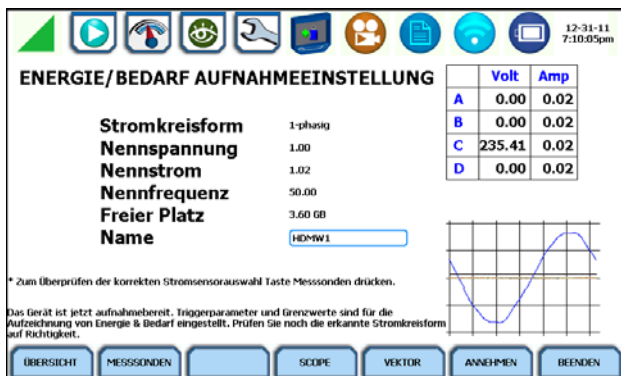 12-31-11
7:10:05pm
ENERGIE/BEDARF AUFNAHMEEINSTELLUNG
Volt Amp
A 0.00 0.02
B 0.00 0.02
C 235.41 0.02
D 0.00 0.02
Stromkreisform 1-phasig
Nennspannung 1.00
Nennstrom 1.02
Nennfrequenz 50.00
Freier Platz 3.60 GB
Name HDMW1
* Zum Überprüfen der korrekten Stromsensorauswahl Taste Messsonden drücken.
Das Gerät ist jetzt aufnahmebereit. Triggerparameter und Grenzwerte sind für die
Aufzeichnung von Energie & Bedarf eingestellt. Prüfen Sie noch die erkannte Stromkreisform
auf Richtigkeit.
ÜBERSICHT MESSSONDEN SCOPE VEKTOR ANNEHMEN BEENDEN